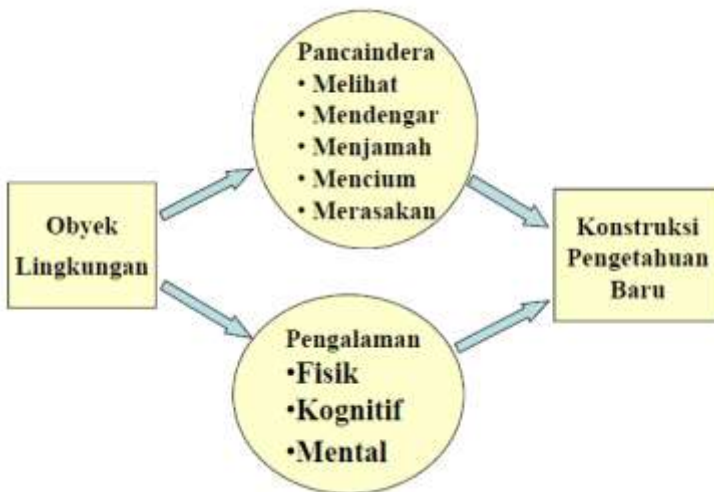 Pancaindera
• Melihat
• Mendengar
• Menjamah
• Mencium
• Merasakan
Obyek
Lingkungan
Konstruksi
Pengetahuan
Baru
Pengalaman
•Fisik
•Kognitif
•Mental